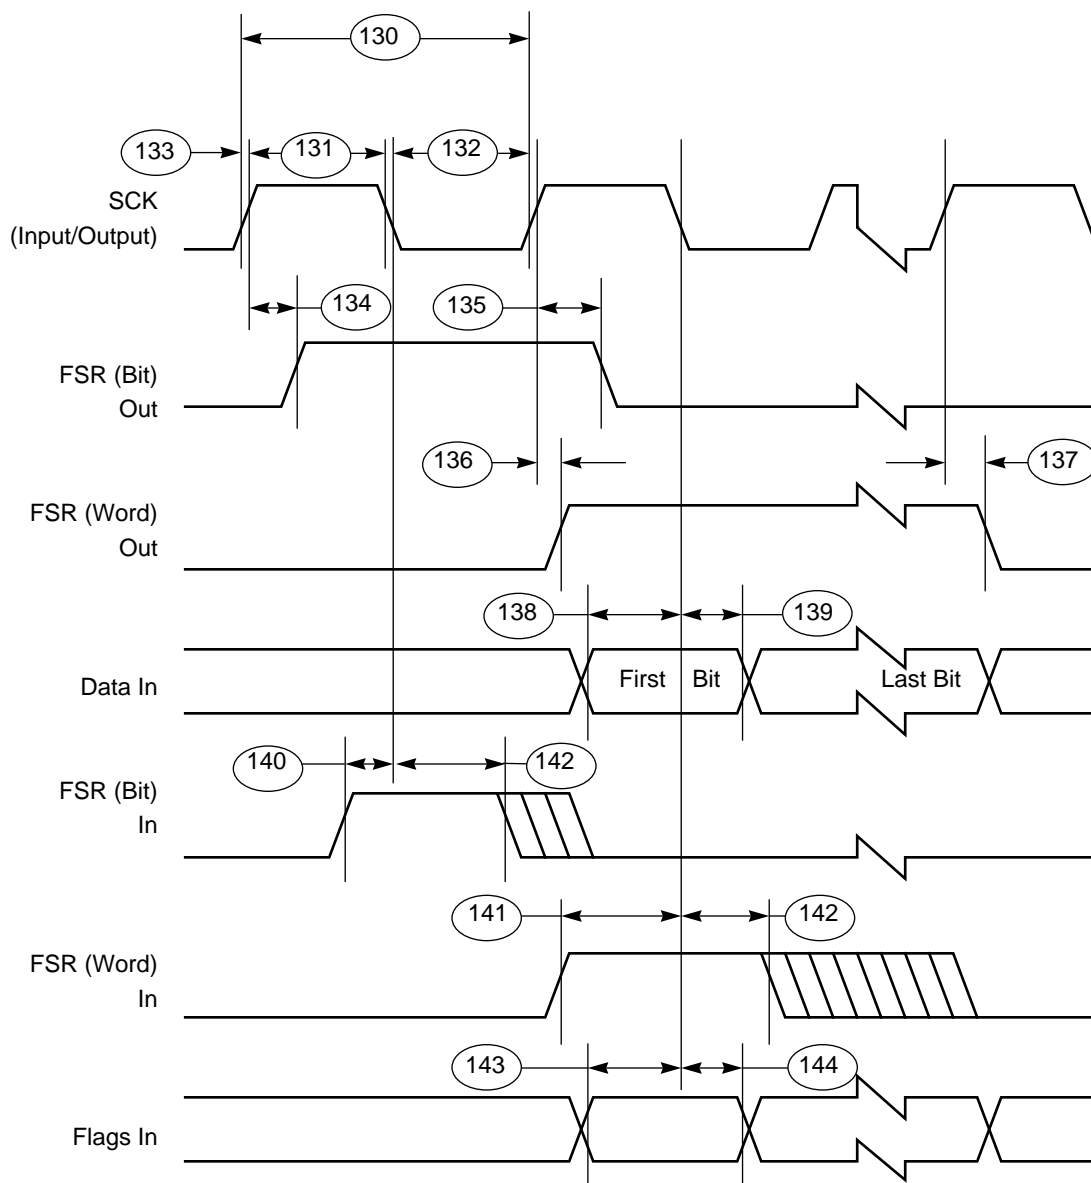 130
133
131
132
SCK
(Input/Output)
134
135
FSR (Bit)
Out
136
137
FSR (Word)
Out
138
139
Data In
First Bit
Last Bit
140
142
FSR (Bit)
In
141
142
FSR (Word)
In
143
144
Flags In